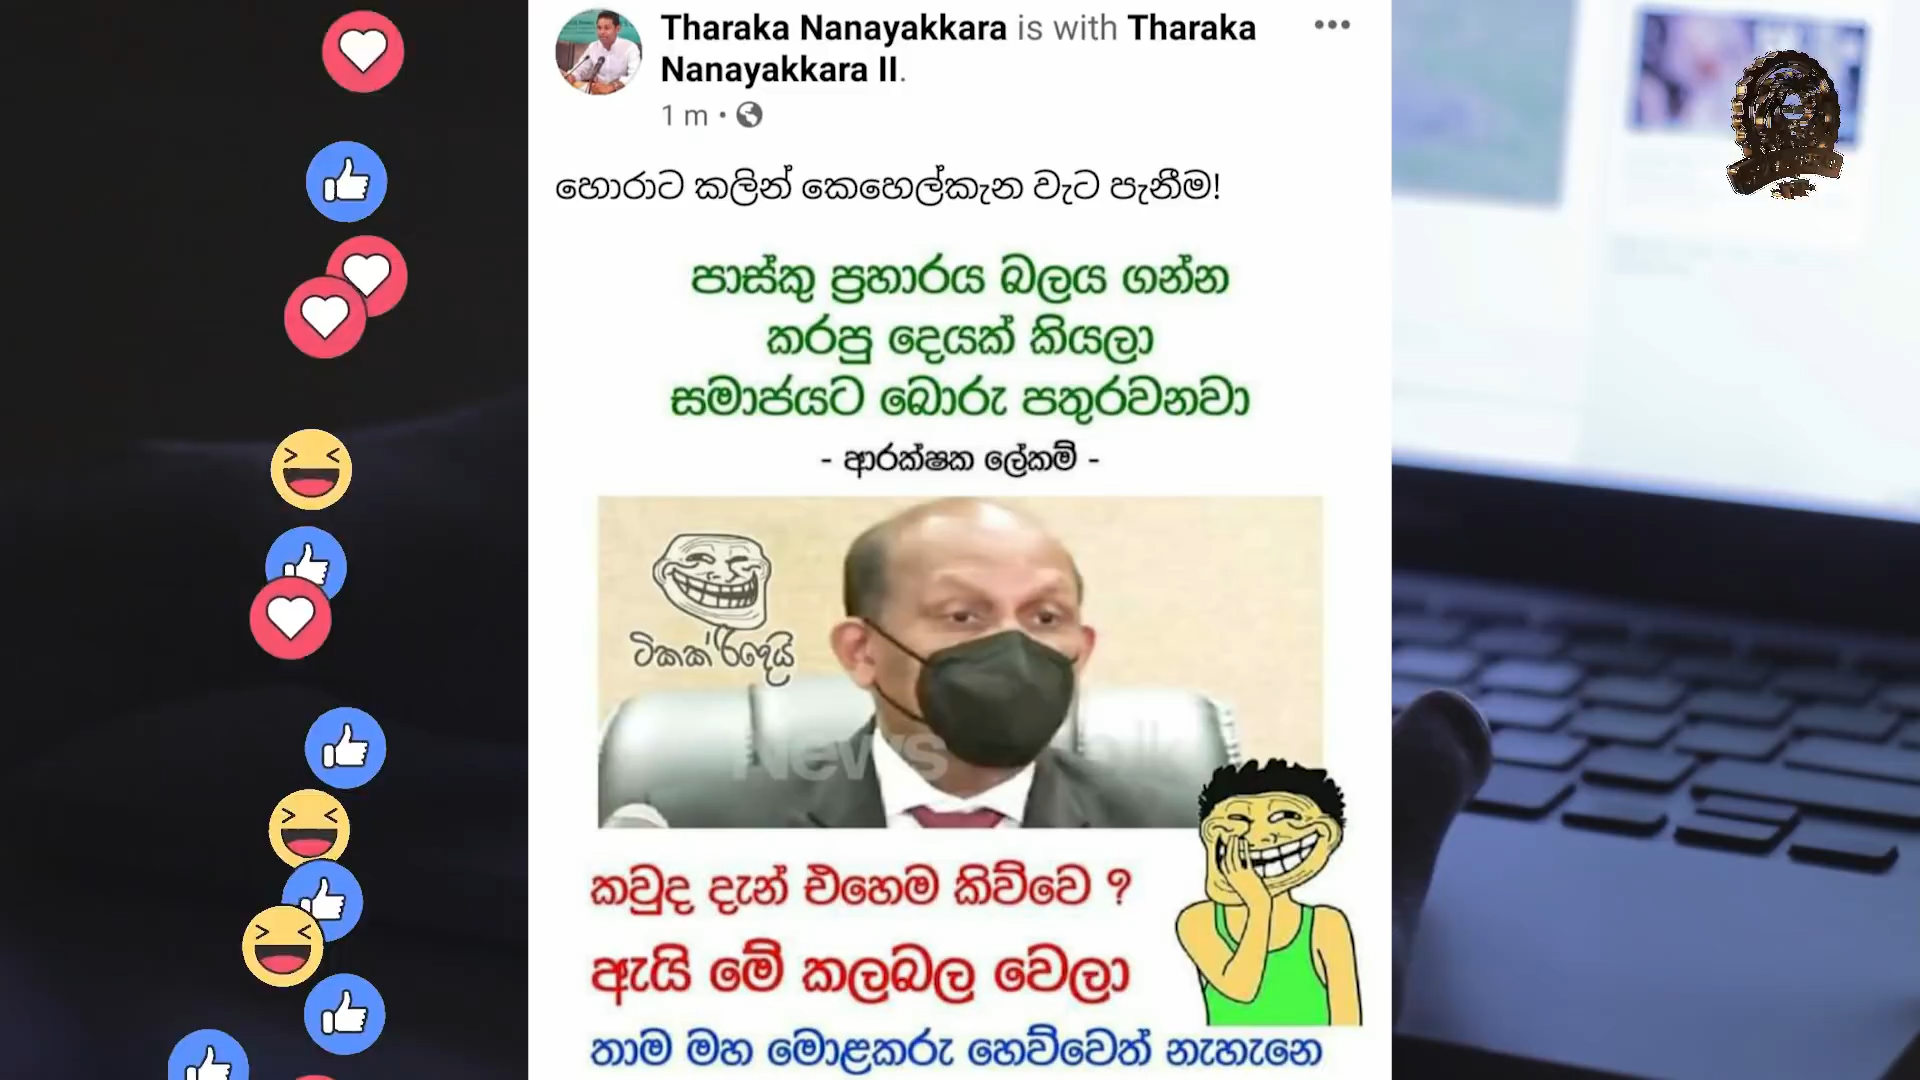 Tharaka Nanayakkara is with Tharaka
Nanayakkara II.
1 m
හොරාට කලින් කෙහෙල්කැන වැට පැනීම!
පාස්කු ප්‍රහාරය බලය ගන්න
කරපු දෙයක් කියලා
සමාජයට බොරු පතුරවනවා
- ආරක්ෂක ලේකම් -
ටිකක් රිදෙයි
News
කවුද දැන් එහෙම කිව්වෙ ?
ඇයි මේ කලබල වෙලා
තාම මහ මොළකරු හෙව්වෙත් නැහැනෙ